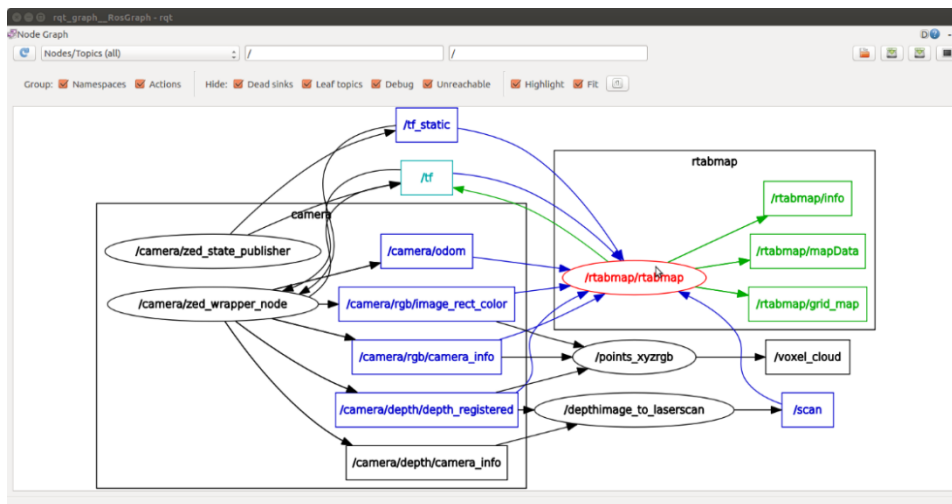 rqt_graph__RosGraph - rqt
Node Graph
D
Nodes/Topics (all) / /
Group: Namespaces Actions Hide: Dead sinks Leaf topics Debug Unreachable Highlight Fit
/tf_static
rtabmap
/tf
/rtabmap/info
camera
/camera/zed_state_publisher
/camera/odom
/rtabmap/mapData
/rtabmap/rtabmap
/camera/zed_wrapper_node
/camera/rgb/image_rect_color
/rtabmap/grid_map
/camera/rgb/camera_info
/points_xyzrgb
/voxel_cloud
/camera/depth/depth_registered
/depthimage_to_laserscan
/scan
/camera/depth/camera_info